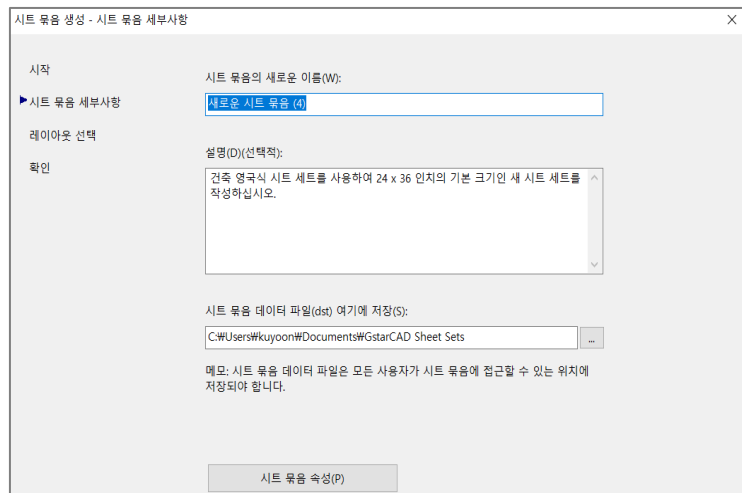 시트 묶음 생성 - 시트 묶음 세부사항
시작
시트 묶음 세부사항
레이아웃 선택
확인
시트 묶음의 새로운 이름(W):
새로운 시트 묶음 (4)
설명(D)(선택적):
건축 영국식 시트 세트를 사용하여 24 x 36 인치의 기본 크기인 새 시트 세트를
작성하십시오.
시트 묶음 데이터 파일(dst) 여기에 저장(S):
C:₩Users₩kuyoon₩Documents₩GstarCAD Sheet Sets
...
메모: 시트 묶음 데이터 파일은 모든 사용자가 시트 묶음에 접근할 수 있는 위치에
저장되야 합니다.
시트 묶음 속성(P)